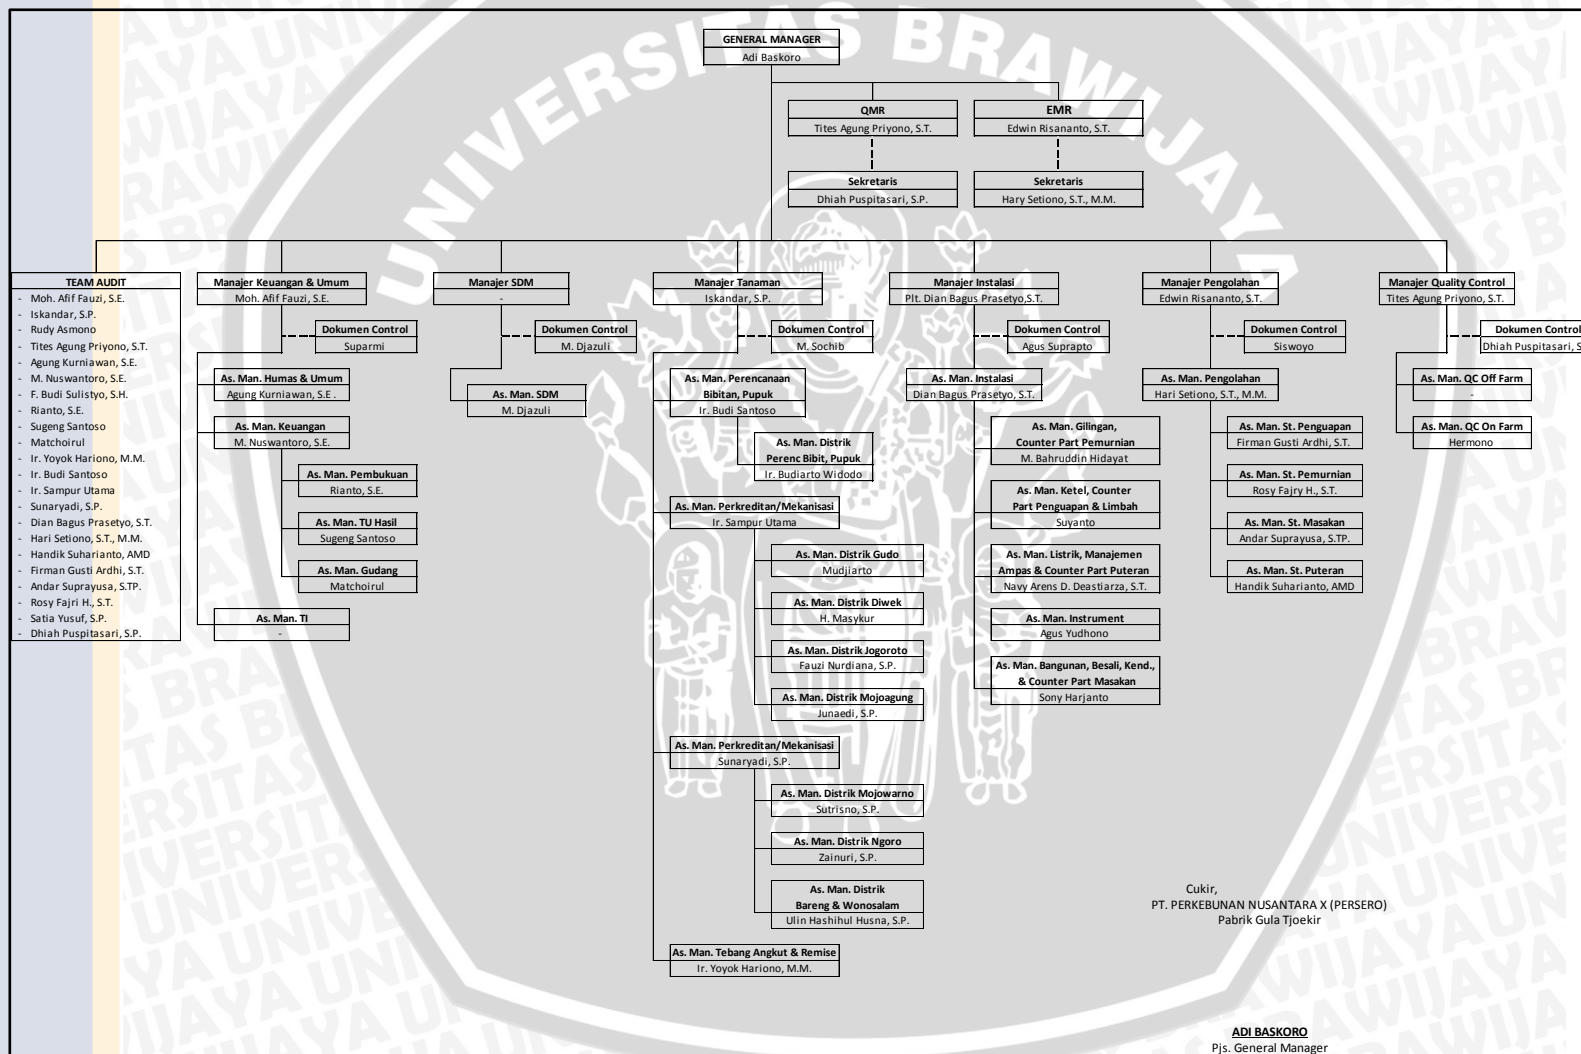 UNIVERSITAS BRAWIJAYA
GENERAL MANAGER
Adi Baskoro
QMR
Tites Agung Priyono, S.T.
EMR
Edwin Risananto, S.T.
Sekretaris
Dhiah Puspitasari, S.P.
Sekretaris
Hary Setiono, S.T., M.M.
TEAM AUDIT
- Moh. Afif Fauzi, S.E.
- Iskandar, S.P.
- Rudy Asmono
- Tites Agung Priyono, S.T.
- Agung Kurniawan, S.E.
- M. Nuswantoro, S.E.
- F. Budi Sulistyo, S.H.
- Rianto, S.E.
- Sugeng Santoso
- Matchoirul
- Ir. Yoyok Hariono, M.M.
- Ir. Budi Santoso
- Ir. Sampur Utama
- Sunaryadi, S.P.
- Dian Bagus Prasetyo, S.T.
- Hari Setiono, S.T., M.M.
- Handik Suharianto, AMD
- Firman Gusti Ardhi, S.T.
- Andar Suprayusa, S.TP.
- Rosy Fajri H., S.T.
- Satia Yusuf, S.P.
- Dhiah Puspitasari, S.P.
Manajer Keuangan & Umum
Moh. Afif Fauzi, S.E.
Dokumen Control
Suparmi
As. Man. Humas & Umum
Agung Kurniawan, S.E .
As. Man. Keuangan
M. Nuswantoro, S.E.
As. Man. Pembukuan
Rianto, S.E.
As. Man. TU Hasil
Sugeng Santoso
As. Man. Gudang
Matchoirul
As. Man. TI
-
Manajer SDM
-
Dokumen Control
M. Djazuli
As. Man. SDM
M. Djazuli
Manajer Tanaman
Iskandar, S.P.
Dokumen Control
M. Sochib
As. Man. Perencanaan
Bibitan, Pupuk
Ir. Budi Santoso
As. Man. Distrik
Perenc Bibit, Pupuk
Ir. Budiarto Widodo
As. Man. Perkreditan/Mekanisasi
Ir. Sampur Utama
As. Man. Distrik Gudo
Mudjiarto
As. Man. Distrik Diwek
H. Masykur
As. Man. Distrik Jogoroto
Fauzi Nurdiana, S.P.
As. Man. Distrik Mojoagung
Junaedi, S.P.
As. Man. Perkreditan/Mekanisasi
Sunaryadi, S.P.
As. Man. Distrik Mojowarno
Sutrisno, S.P.
As. Man. Distrik Ngoro
Zainuri, S.P.
As. Man. Distrik
Bareng & Wonosalam
Ulin Hashihul Husna, S.P.
As. Man. Tebang Angkut & Remise
Ir. Yoyok Hariono, M.M.
Manajer Instalasi
Plt. Dian Bagus Prasetyo,S.T.
Dokumen Control
Agus Suprapto
As. Man. Instalasi
Dian Bagus Prasetyo, S.T.
As. Man. Gilingan,
Counter Part Pemurnian
M. Bahruddin Hidayat
As. Man. Ketel, Counter
Part Penguapan & Limbah
Suyanto
As. Man. Listrik, Manajemen
Ampas & Counter Part Puteran
Navy Arens D. Deastiarza, S.T.
As. Man. Instrument
Agus Yudhono
As. Man. Bangunan, Besali, Kend.,
& Counter Part Masakan
Sony Harjanto
Manajer Pengolahan
Edwin Risananto, S.T.
Dokumen Control
Siswoyo
As. Man. Pengolahan
Hari Setiono, S.T., M.M.
As. Man. St. Penguapan
Firman Gusti Ardhi, S.T.
As. Man. St. Pemurnian
Rosy Fajry H., S.T.
As. Man. St. Masakan
Andar Suprayusa, S.TP.
As. Man. St. Puteran
Handik Suharianto, AMD
Manajer Quality Control
Tites Agung Priyono, S.T.
Dokumen Control
Dhiah Puspitasari, S
As. Man. QC Off Farm
-
As. Man. QC On Farm
Hermono
Cukir,
PT. PERKEBUNAN NUSANTARA X (PERSERO)
Pabrik Gula Tjoekir
ADI BASKORO
Pjs. General Manager